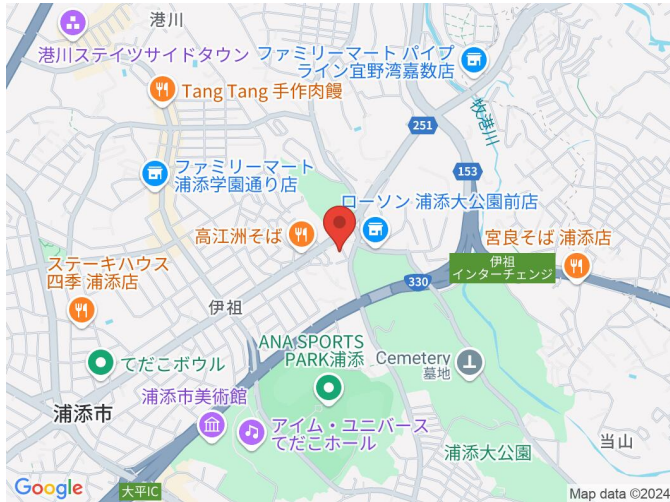 港川
港川ステイツサイドタウン
ファミリーマート パイプ
ライン宜野湾嘉数店
Tang Tang 手作肉饅
251
牧港川
153
ファミリーマート
浦添学園通り店
ローソン 浦添大公園前店
高江洲そば
宮良そば 浦添店
ステーキハウス
四季 浦添店
伊祖
インターチェンジ
330
伊祖
ANA SPORTS
PARK浦添
てだこボウル
Cemetery
墓地
浦添市美術館
浦添市
アイム・ユニバース
てだこホール
浦添大公園
当山
Google
大平IC
Map data ©2024